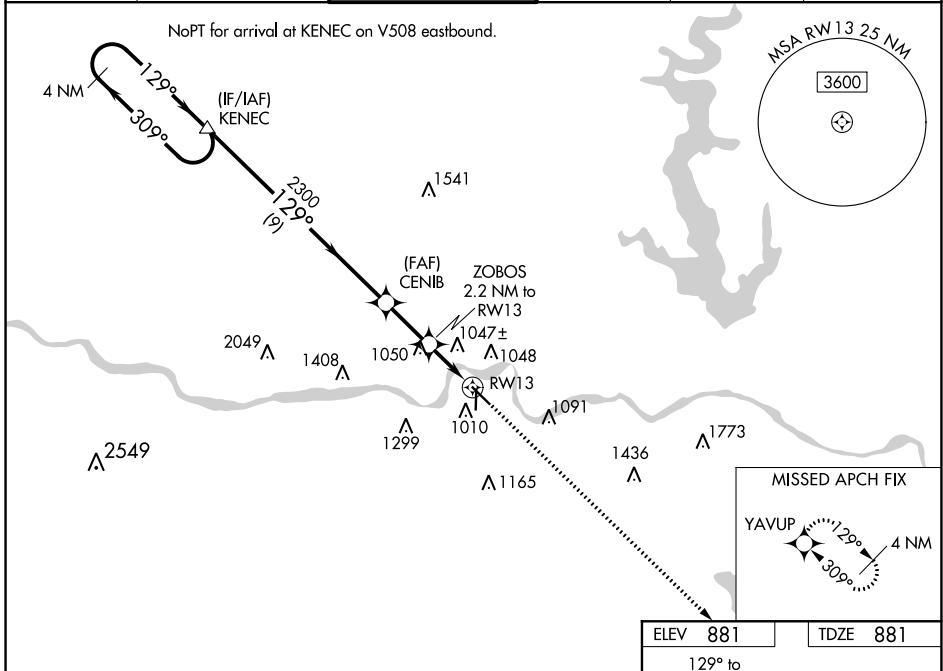 NoPT for arrival at KENEC on V508 eastbound.
MSA RW13 25 NM
3600
4 NM
129°
309°
(IF/IAF)
KENEC
2300
129°
(9)
1541
(FAF)
CENIB
ZOBOS
2.2 NM to
RW13
2049
1408
1050
1047±
1048
RW13
1299
1010
1091
2549
1165
1436
1773
MISSED APCH FIX
YAVUP
129°
4 NM
309°
ELEV 881
TDZE 881
129° to